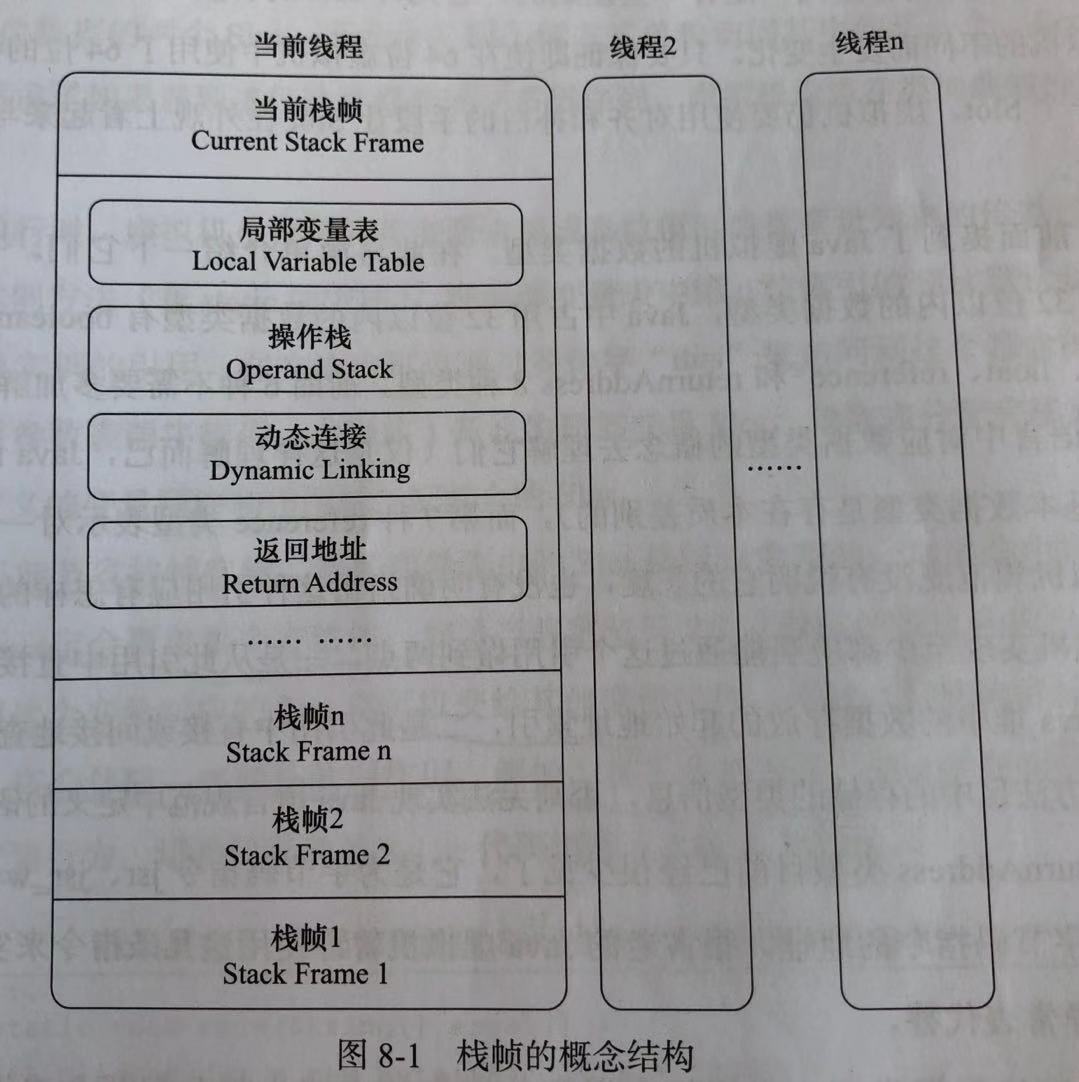 当前线程
线程2
线程n
当前栈帧
Current Stack Frame
局部变量表
Local Variable Table
操作栈
Operand Stack
动态连接
Dynamic Linking
返回地址
Return Address
…… ……
……
栈帧n
Stack Frame n
栈帧2
Stack Frame 2
栈帧1
Stack Frame 1
图 8-1 栈帧的概念结构